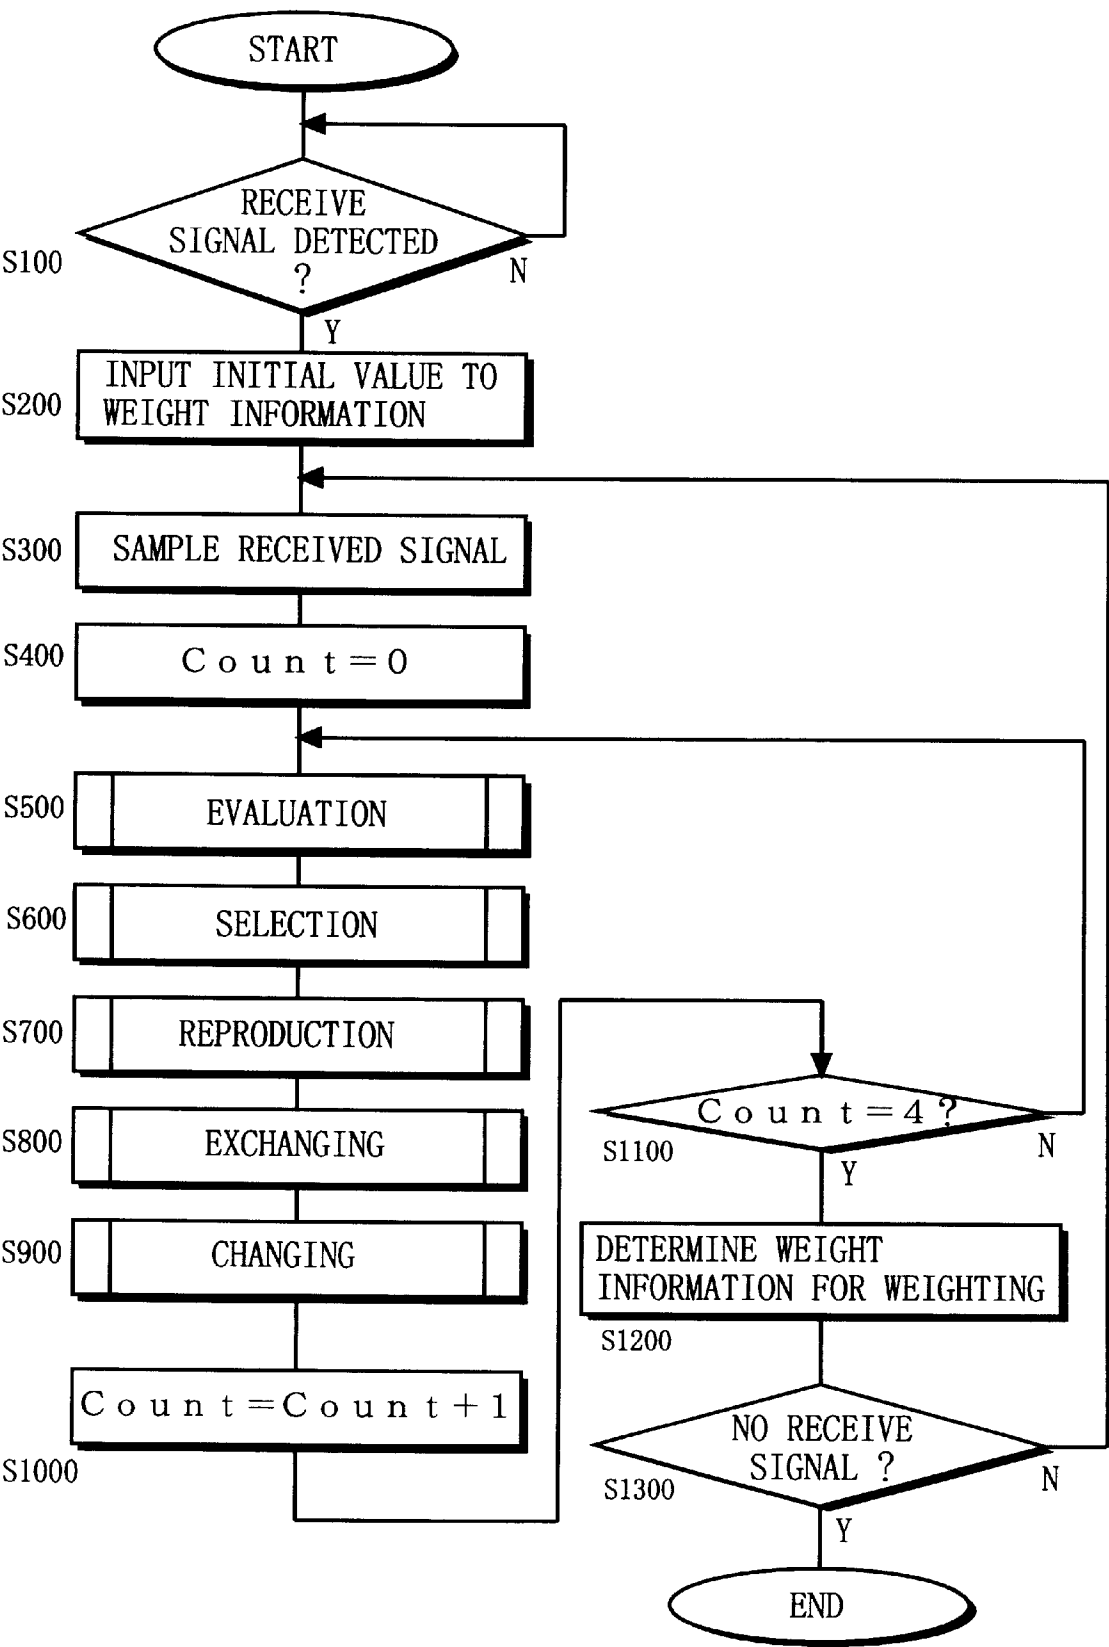 START
RECEIVE
SIGNAL DETECTED
?
S100
N
Y
INPUT INITIAL VALUE TO
WEIGHT INFORMATION
S200
SAMPLE RECEIVED SIGNAL
S300
Count=0
S400
EVALUATION
S500
SELECTION
S600
REPRODUCTION
S700
EXCHANGING
S800
CHANGING
S900
Count=Count+1
S1000
Count=4?
S1100
N
Y
DETERMINE WEIGHT
INFORMATION FOR WEIGHTING
S1200
NO RECEIVE
SIGNAL ?
S1300
N
Y
END